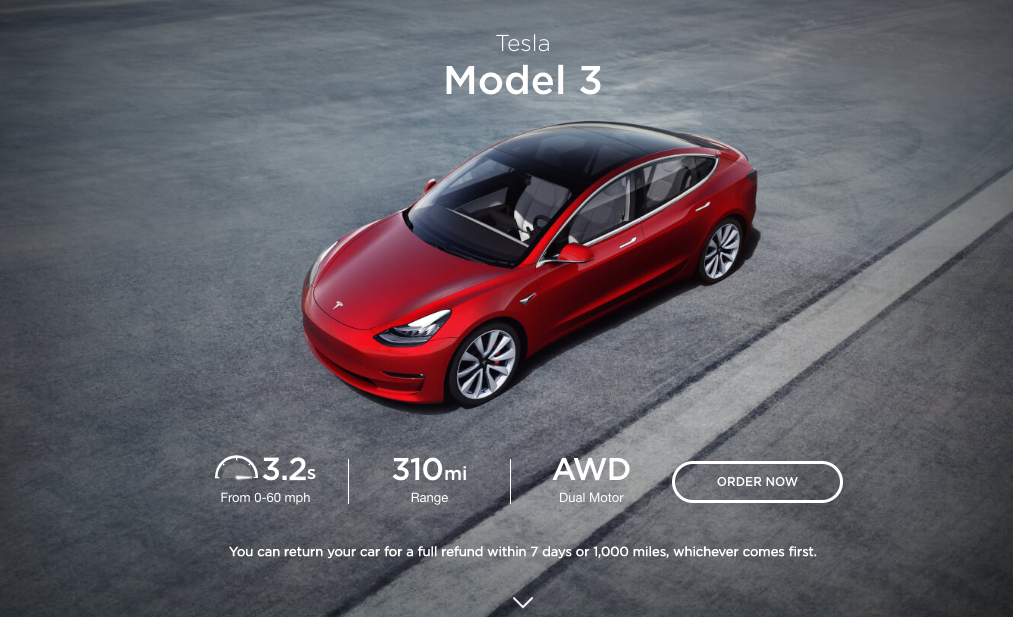 Tesla
Model 3
3.2s
From 0-60 mph
310mi
Range
AWD
Dual Motor
ORDER NOW
You can return your car for a full refund within 7 days or 1,000 miles, whichever comes first.